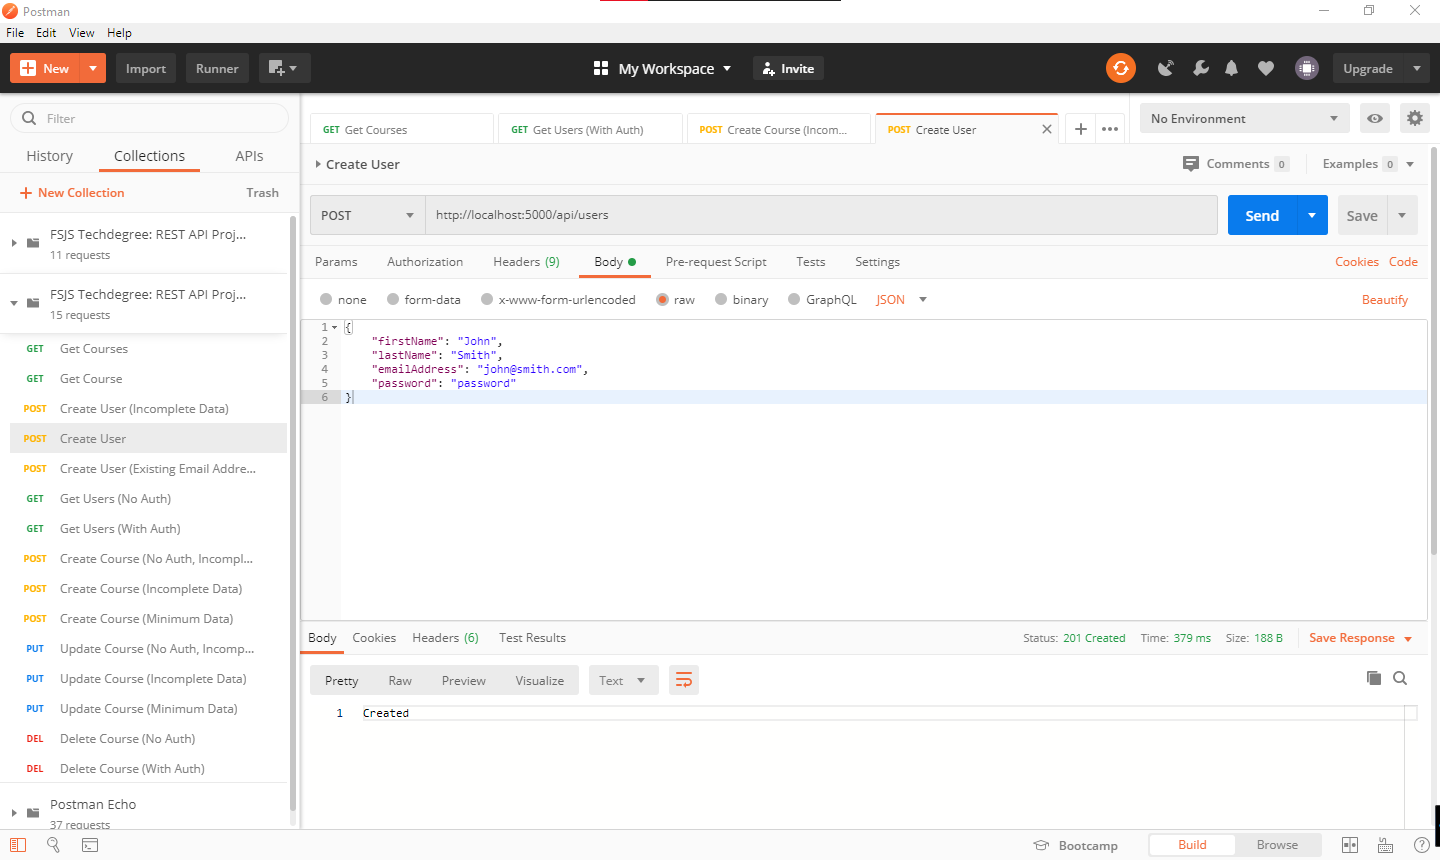 Postman
File Edit View Help
New Import Runner My Workspace Invite Upgrade
Filter
History Collections APIs
New Collection Trash
FSJS Techdegree: REST API Proj...
11 requests
FSJS Techdegree: REST API Proj...
15 requests
GET Get Courses
GET Get Course
POST Create User (Incomplete Data)
POST Create User
POST Create User (Existing Email Addre...
GET Get Users (No Auth)
GET Get Users (With Auth)
POST Create Course (No Auth, Incompl...
POST Create Course (Incomplete Data)
POST Create Course (Minimum Data)
PUT Update Course (No Auth, Incomp...
PUT Update Course (Incomplete Data)
PUT Update Course (Minimum Data)
DEL Delete Course (No Auth)
DEL Delete Course (With Auth)
Postman Echo
37 requests
GET Get Courses GET Get Users (With Auth) POST Create Course (Incom... POST Create User
No Environment
Create User Comments 0 Examples 0
POST http://localhost:5000/api/users Send Save
Params Authorization Headers (9) Body Pre-request Script Tests Settings Cookies Code
none form-data x-www-form-urlencoded raw binary GraphQL JSON Beautify
1 {
2 "firstName": "John",
3 "lastName": "Smith",
4 "emailAddress": "john@smith.com",
5 "password": "password"
6 }
Body Cookies Headers (6) Test Results Status: 201 Created Time: 379 ms Size: 188 B Save Response
Pretty Raw Preview Visualize Text
1 Created
Bootcamp Build Browse